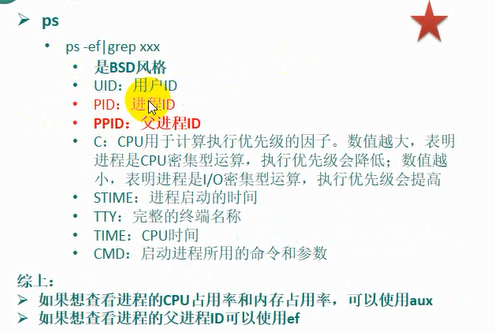 ps
ps -ef|grep xxx
是BSD风格
UID：用户ID
PID：进程ID
PPID：父进程ID
C：CPU用于计算执行优先级的因子。数值越大，表明
进程是CPU密集型运算，执行优先级会降低；数值越
小，表明进程是I/O密集型运算，执行优先级会提高
STIME：进程启动的时间
TTY：完整的终端名称
TIME：CPU时间
CMD：启动进程所用的命令和参数
综上：
如果想查看进程的CPU占用率和内存占用率，可以使用aux
如果想查看进程的父进程ID可以使用ef